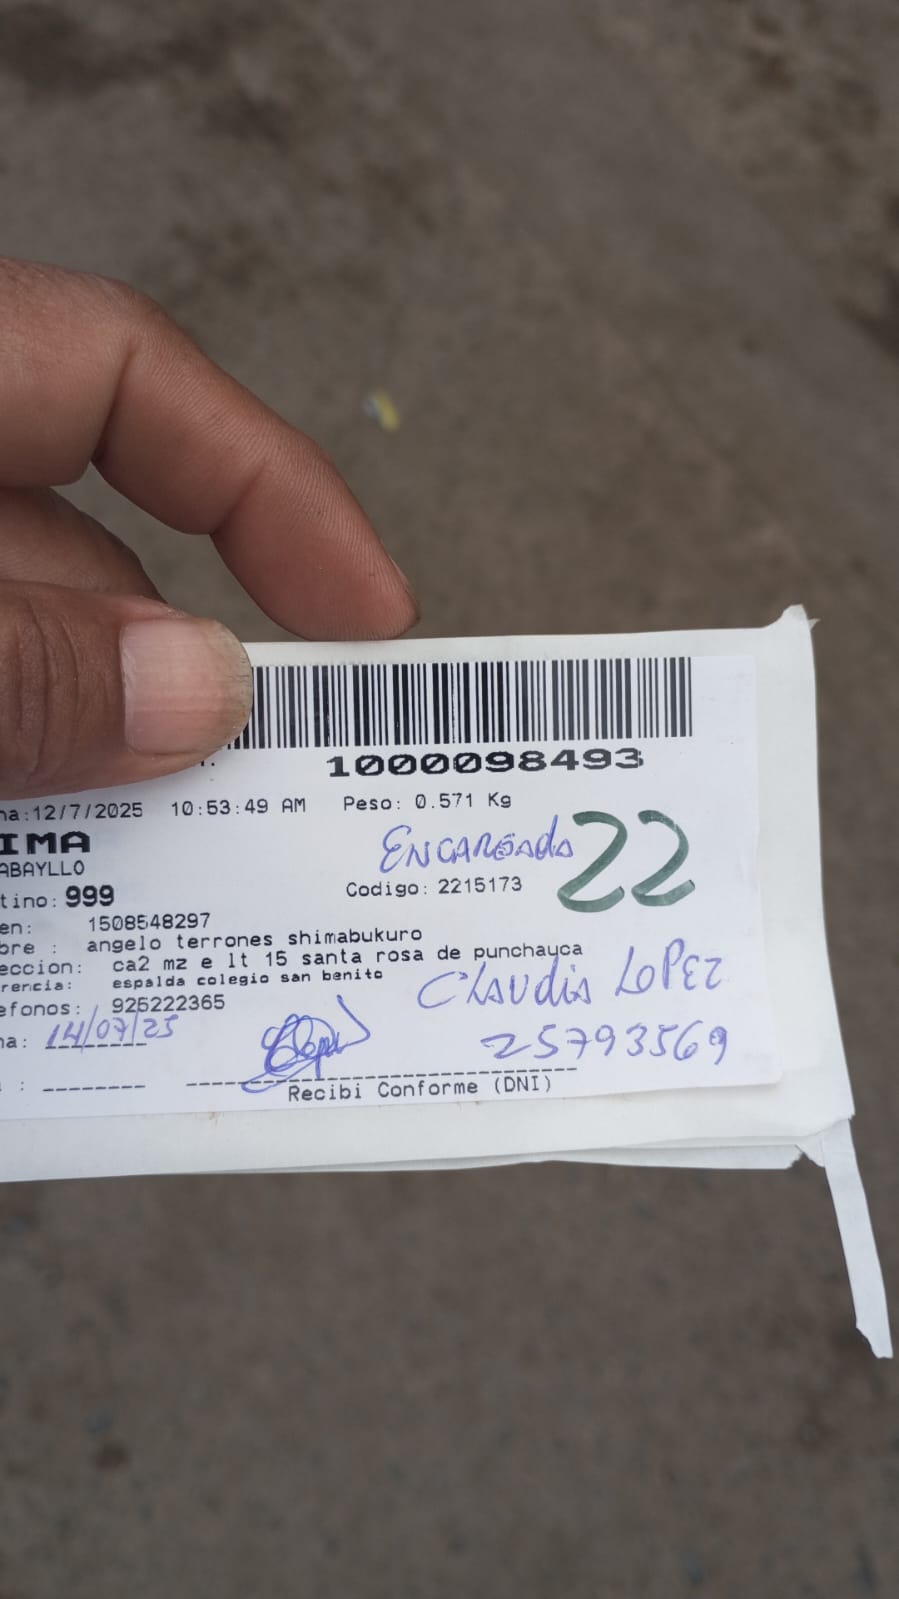 1000098493
na:12/7/2025 10:53:49 AM Peso: 0.571 Kg
IMA
ABAYLLO
ENCARGADA 22
tino: 999 Codigo: 2215173
en: 1508548297
bre : angelo terrones shimabukuro
eccion: ca2 mz e lt 15 santa rosa de punchauca
rencia: espalda colegio san benito
CLAUDIA LOPEZ
efonos: 925222365
na: 14/07/25
25793569
Recibi Conforme (DNI)